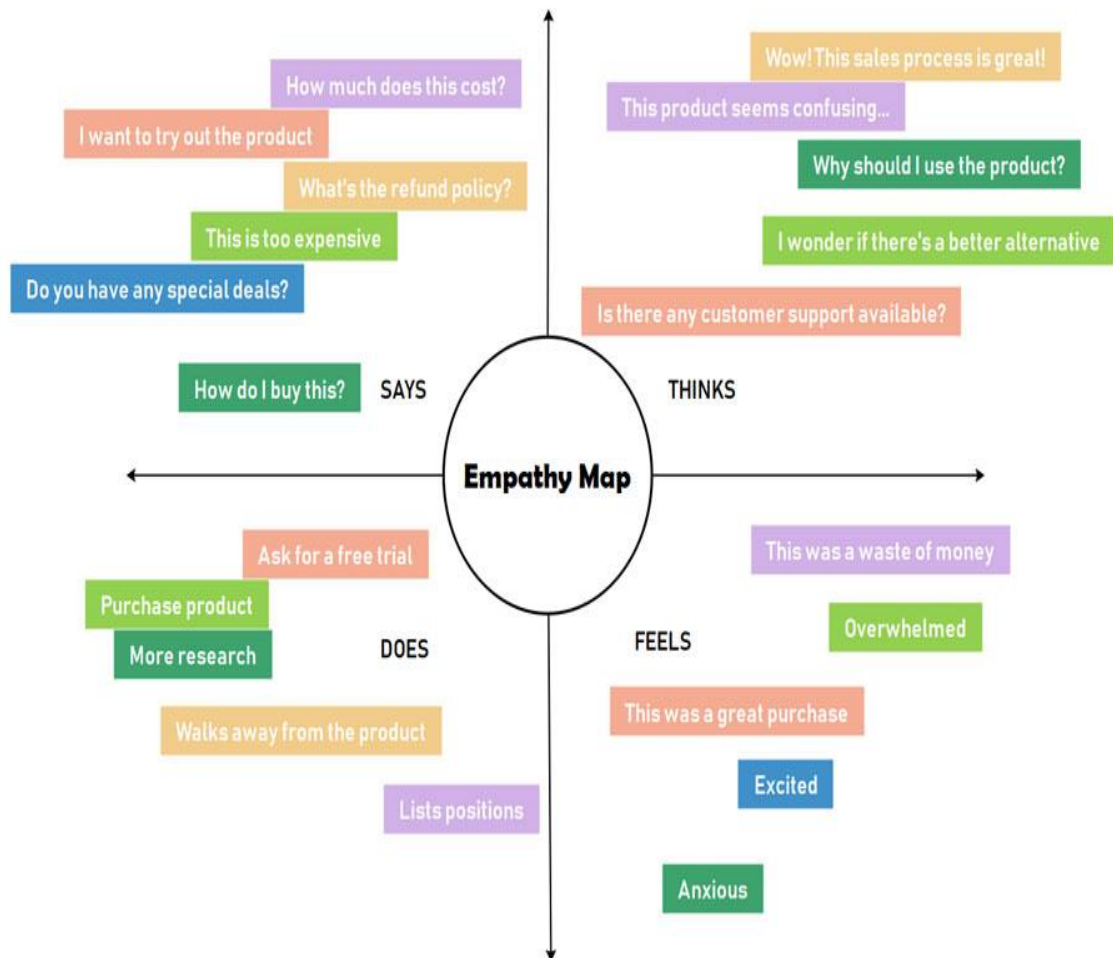 How much does this cost?
I want to try out the product
What's the refund policy?
This is too expensive
Do you have any special deals?
How do I buy this?
SAYS
Wow! This sales process is great!
This product seems confusing...
Why should I use the product?
I wonder if there's a better alternative
Is there any customer support available?
THINKS
Empathy Map
Ask for a free trial
Purchase product
More research
DOES
Walks away from the product
Lists positions
This was a waste of money
Overwhelmed
FEELS
This was a great purchase
Excited
Anxious